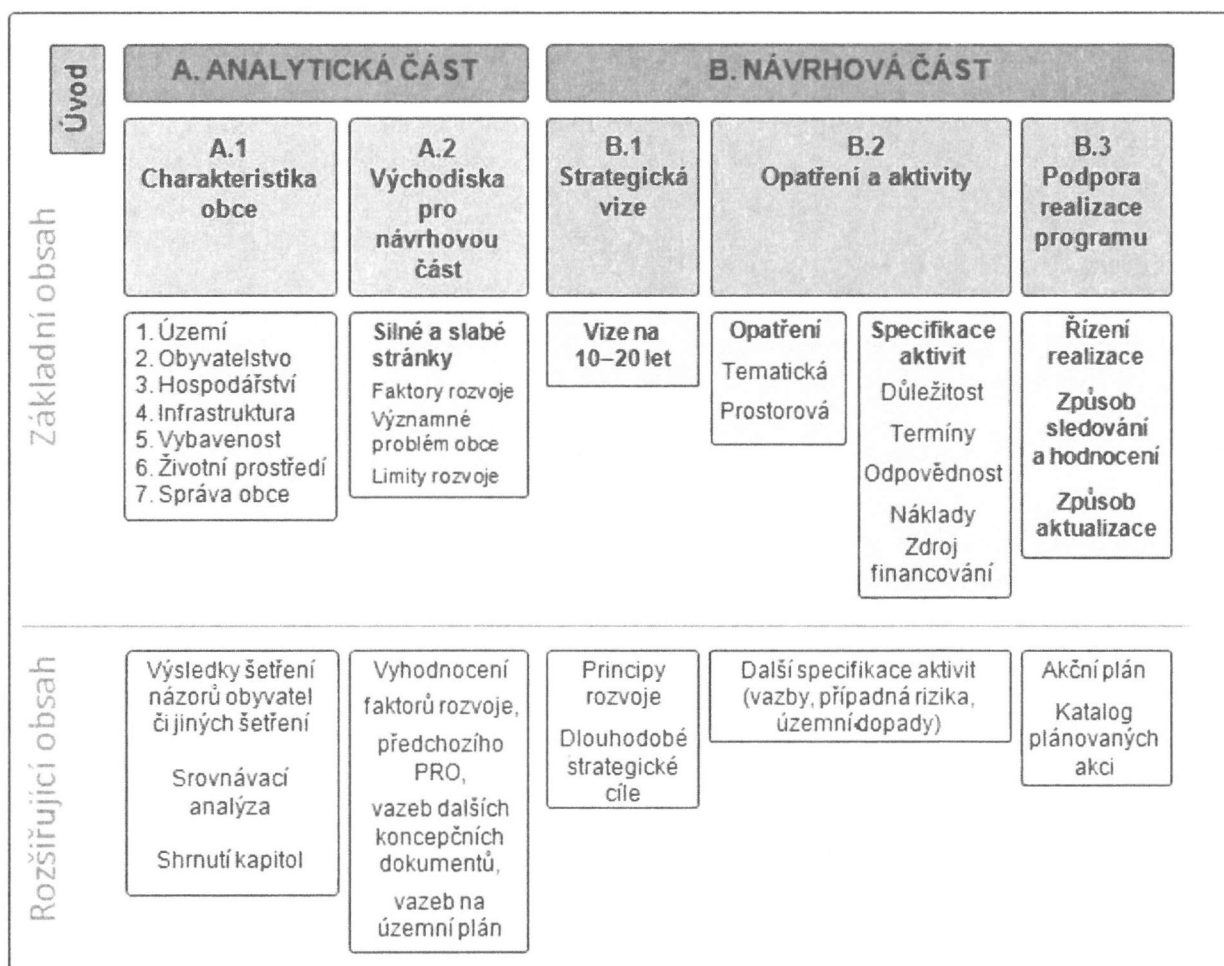 Úvod
A. ANALYTICKÁ ČÁST
B. NÁVRHOVÁ ČÁST
Základní obsah
A.1
Charakteristika
obce
A.2
Východiska
pro
návrhovou
část
B.1
Strategická
vize
B.2
Opatření a aktivity
B.3
Podpora
realizace
programu
1. Území
2. Obyvatelstvo
3. Hospodářství
4. Infrastruktura
5. Vybavenost
6. Životní prostředí
7. Správa obce
Silné a slabé
stránky
Faktory rozvoje
Významné
problém obce
Limity rozvoje
Vize na
10–20 let
Opatření
Tematická
Prostorová
Specifikace
aktivit
Důležitost
Termíny
Odpovědnost
Náklady
Zdroj
financování
Řízení
realizace
Způsob
sledování
a hodnocení
Způsob
aktualizace
Rozšiřující obsah
Výsledky šetření
názorů obyvatel
či jiných šetření
Srovnávací
analýza
Shrnutí kapitol
Vyhodnocení
faktorů rozvoje,
předchozího
PRO,
vazeb dalších
koncepčních
dokumentů,
vazeb na
územní plán
Principy
rozvoje
Dlouhodobé
strategické
cíle
Další specifikace aktivit
(vazby, případná rizika,
územní dopady)
Akční plán
Katalog
plánovaných
akci